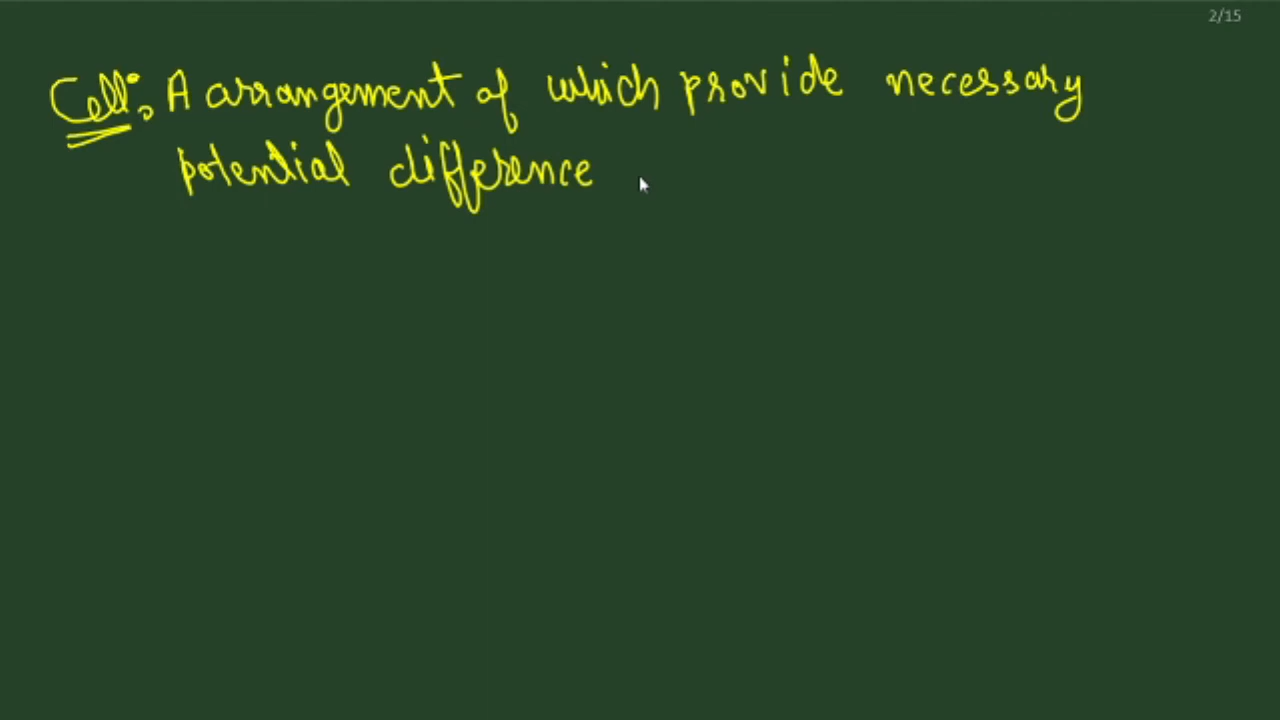 2/15
Cell:, A arrangement of which provide necessary
potential difference